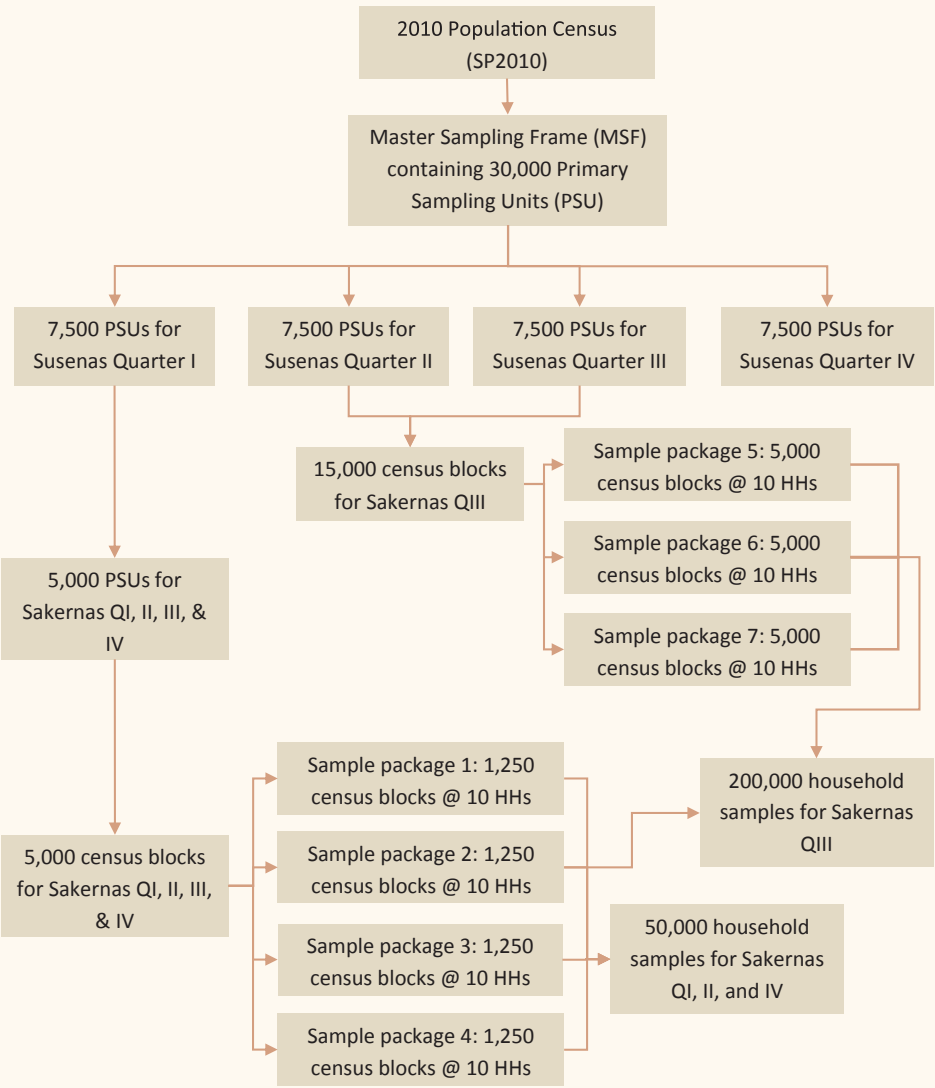 2010 Population Census
(SP2010)
Master Sampling Frame (MSF)
containing 30,000 Primary
Sampling Units (PSU)
7,500 PSUs for
Susenas Quarter I
7,500 PSUs for
Susenas Quarter II
7,500 PSUs for
Susenas Quarter III
7,500 PSUs for
Susenas Quarter IV
15,000 census blocks
for Sakernas QIII
Sample package 5: 5,000
census blocks @ 10 HHs
Sample package 6: 5,000
census blocks @ 10 HHs
Sample package 7: 5,000
census blocks @ 10 HHs
5,000 PSUs for
Sakernas QI, II, III, &
IV
5,000 census blocks
for Sakernas QI, II, III,
& IV
Sample package 1: 1,250
census blocks @ 10 HHs
Sample package 2: 1,250
census blocks @ 10 HHs
Sample package 3: 1,250
census blocks @ 10 HHs
Sample package 4: 1,250
census blocks @ 10 HHs
200,000 household
samples for Sakernas
QIII
50,000 household
samples for Sakernas
QI, II, and IV